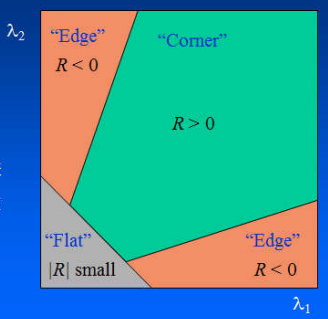 λ2
“Edge”
R < 0
“Corner”
R > 0
“Flat”
|R| small
“Edge”
R < 0
λ1